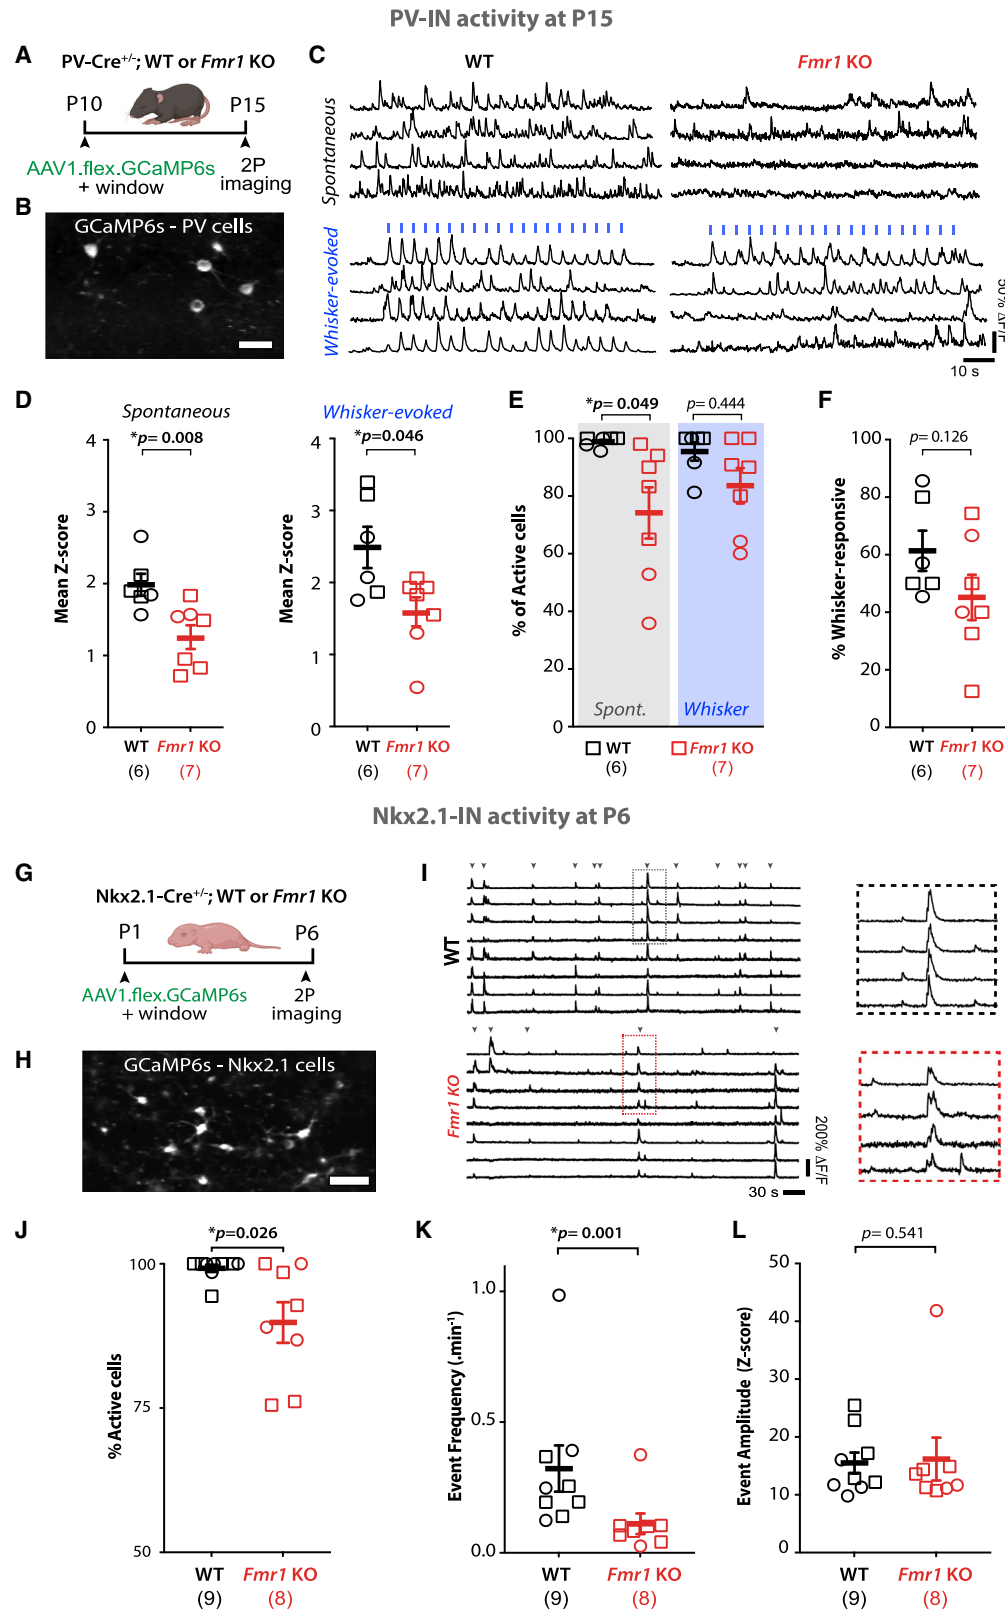 PV-IN activity at P15
A
PV-Cre+/-; WT or Fmr1 KO
P10
P15
AAV1.flex.GCaMP6s
+ window
2P
imaging
B
GCaMP6s - PV cells
C
WT
Fmr1 KO
Spontaneous
Whisker-evoked
50% ΔF/F
10 s
D
Spontaneous
*p= 0.008
Mean Z-score
4
3
2
1
0
WT
Fmr1 KO
(6)
(7)
Whisker-evoked
*p=0.046
Mean Z-score
4
3
2
1
0
WT
Fmr1 KO
(6)
(7)
E
*p= 0.049
p= 0.444
% of Active cells
100
80
60
40
20
0
Spont.
Whisker
WT
(6)
Fmr1 KO
(7)
F
p= 0.126
% Whisker-responsive
100
80
60
40
20
0
WT
Fmr1 KO
(6)
(7)
Nkx2.1-IN activity at P6
G
Nkx2.1-Cre+/-; WT or Fmr1 KO
P1
P6
AAV1.flex.GCaMP6s
+ window
2P
imaging
H
GCaMP6s - Nkx2.1 cells
I
WT
Fmr1 KO
200% ΔF/F
30 s
J
*p=0.026
% Active cells
100
75
50
WT
Fmr1 KO
(9)
(8)
K
*p= 0.001
Event Frequency (.min-1)
1.0
0.5
0.0
WT
Fmr1 KO
(9)
(8)
L
p= 0.541
Event Amplitude (Z-score)
50
40
30
20
10
0
WT
Fmr1 KO
(9)
(8)